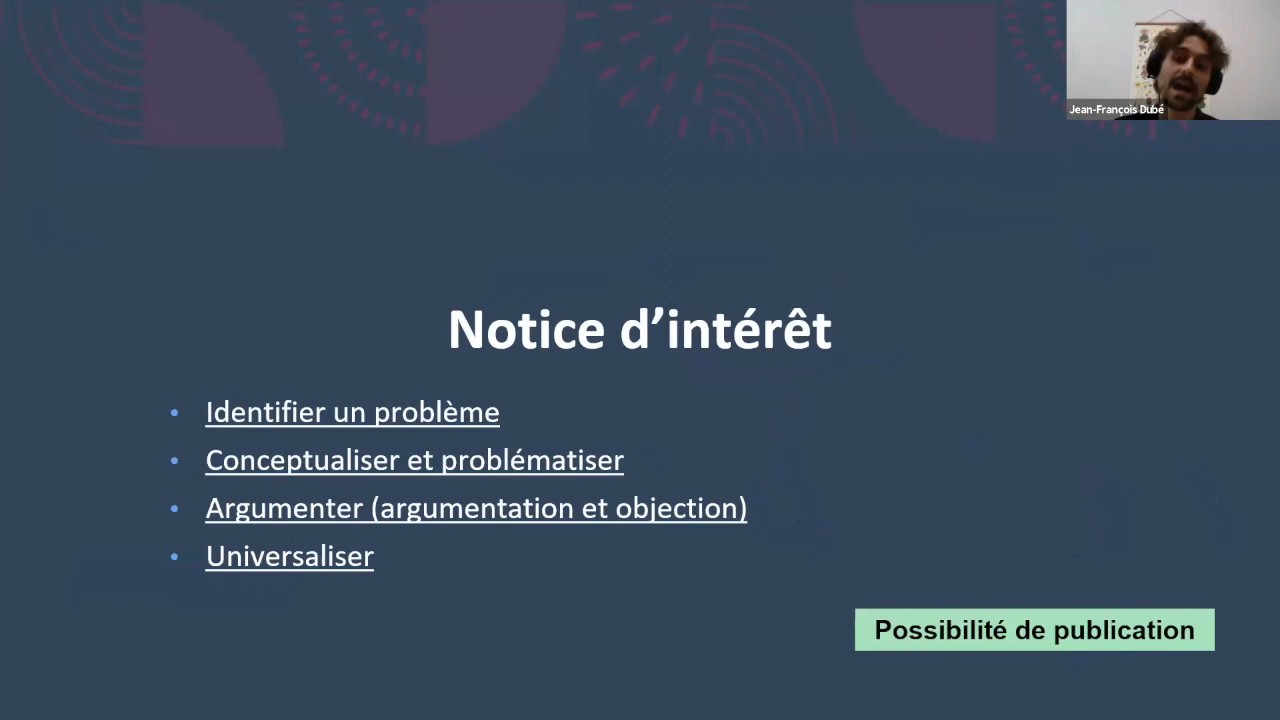 Jean-François Dubé
Notice d’intérêt
• Identifier un problème
• Conceptualiser et problématiser
• Argumenter (argumentation et objection)
• Universaliser
Possibilité de publication